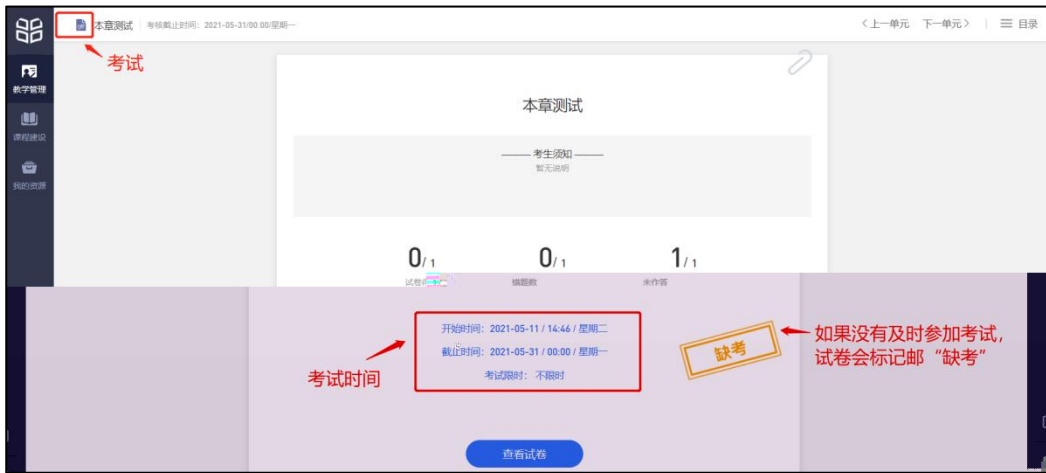 本章测试 考核截止时间：2021-05-31/00:00/星期一
<上一单元 下一单元> 目录
考试
教学管理
课程建设
我的资源
本章测试
考生须知
暂无说明
0/1 0/1 1/1
错题数 未作答
开始时间：2021-05-11 / 14:46 / 星期二
截止时间：2021-05-31 / 00:00 / 星期一
考试限时：不限时
考试时间
缺考
如果没有及时参加考试，
试卷会标记邮“缺考”
查看试卷